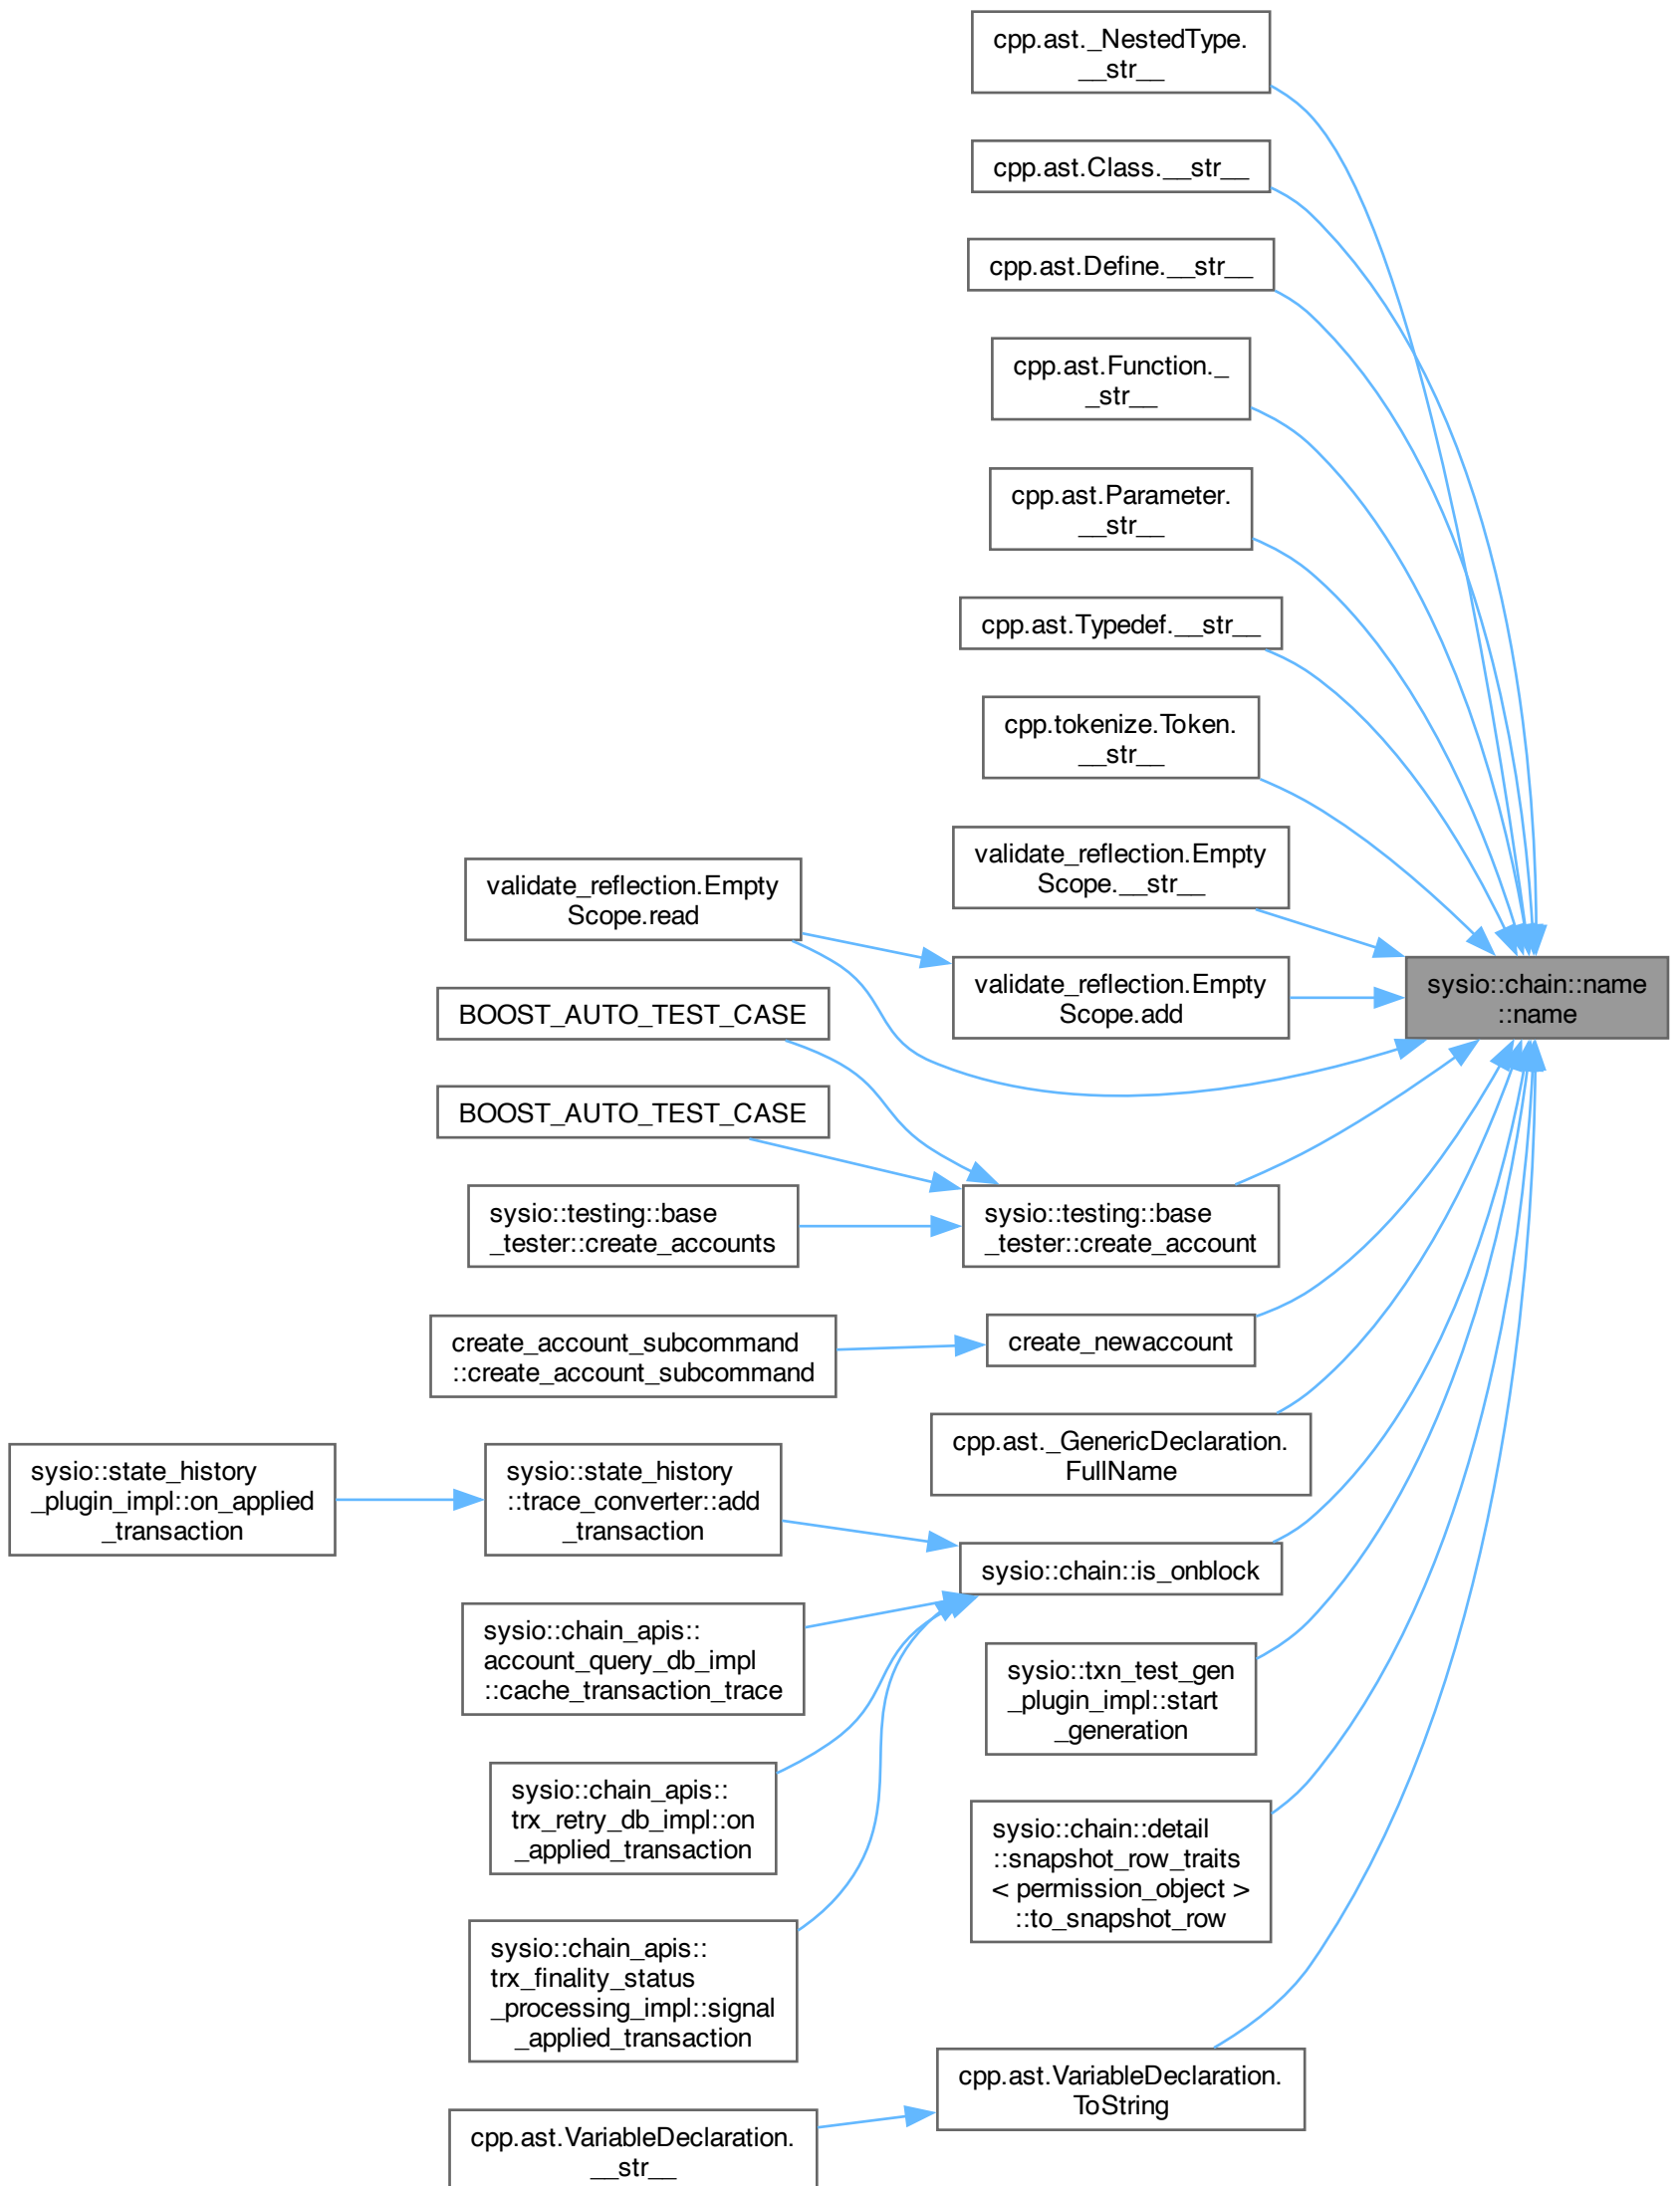 cpp.ast._NestedType.
__str__
cpp.ast.Class.__str__
cpp.ast.Define.__str__
cpp.ast.Function._
_str__
cpp.ast.Parameter.
__str__
cpp.ast.Typedef.__str__
cpp.tokenize.Token.
__str__
validate_reflection.Empty
Scope.__str__
validate_reflection.Empty
Scope.read
validate_reflection.Empty
Scope.add
sysio::chain::name
::name
BOOST_AUTO_TEST_CASE
BOOST_AUTO_TEST_CASE
sysio::testing::base
_tester::create_accounts
sysio::testing::base
_tester::create_account
create_account_subcommand
::create_account_subcommand
create_newaccount
cpp.ast._GenericDeclaration.
FullName
sysio::state_history
_plugin_impl::on_applied
_transaction
sysio::state_history
::trace_converter::add
_transaction
sysio::chain::is_onblock
sysio::chain_apis::
account_query_db_impl
::cache_transaction_trace
sysio::txn_test_gen
_plugin_impl::start
_generation
sysio::chain_apis::
trx_retry_db_impl::on
_applied_transaction
sysio::chain::detail
::snapshot_row_traits
< permission_object >
::to_snapshot_row
sysio::chain_apis::
trx_finality_status
_processing_impl::signal
_applied_transaction
cpp.ast.VariableDeclaration.
ToString
cpp.ast.VariableDeclaration.
__str__